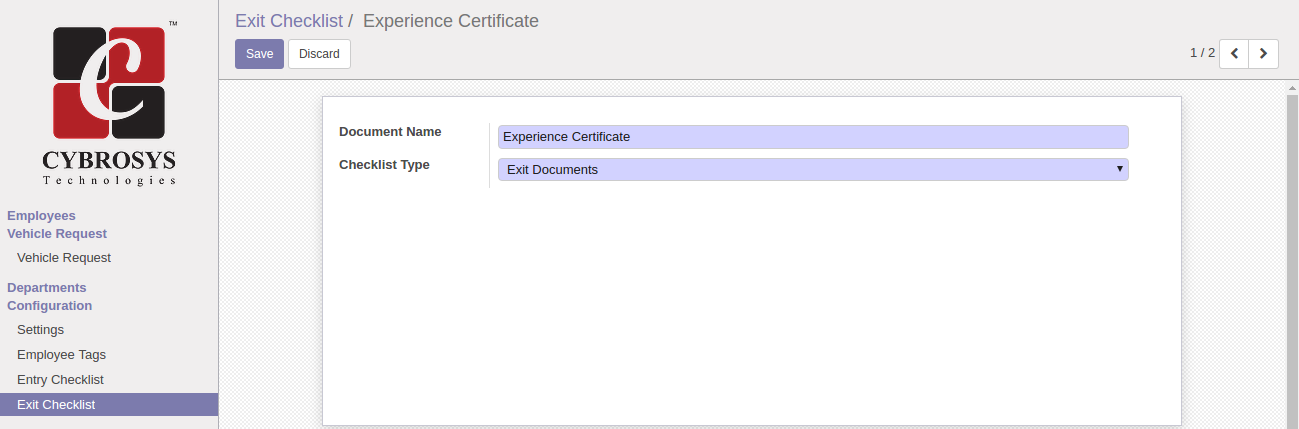 ™
C
CYBROSYS
Technologies
Employees
Vehicle Request
Vehicle Request
Departments
Configuration
Settings
Employee Tags
Entry Checklist
Exit Checklist
Exit Checklist / Experience Certificate
Save Discard 1 / 2
Document Name Experience Certificate
Checklist Type Exit Documents